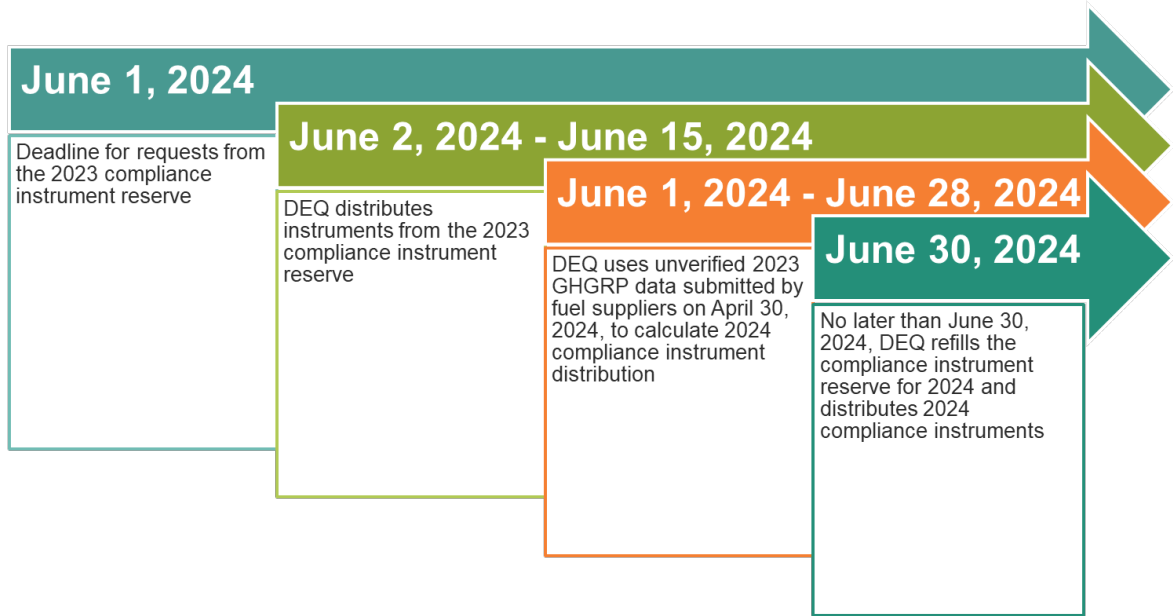 June 1, 2024
Deadline for requests from
the 2023 compliance
instrument reserve
June 2, 2024 - June 15, 2024
DEQ distributes
instruments from the 2023
compliance instrument
reserve
June 1, 2024 - June 28, 2024
DEQ uses unverified 2023
GHGRP data submitted by
fuel suppliers on April 30,
2024, to calculate 2024
compliance instrument
distribution
June 30, 2024
No later than June 30,
2024, DEQ refills the
compliance instrument
reserve for 2024 and
distributes 2024
compliance instruments